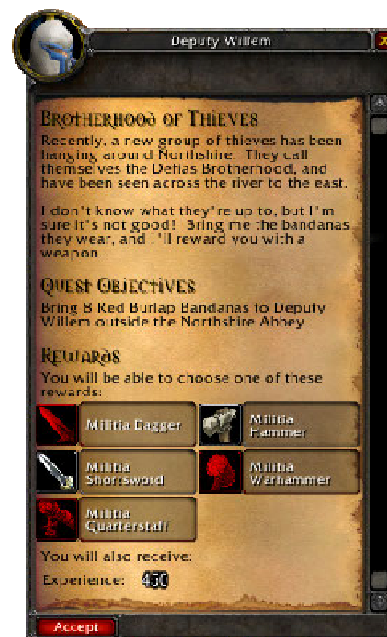 Deputy Willem
Brotherhood of Thieves
Recently, a new group of thieves has been
hanging around Northshire. They call
themselves the Defias Brotherhood, and
have been seen across the river to the east.
I don't know what they're up to, but I'm
sure it's not good! Bring me the bandanas
they wear, and I'll reward you with a
weapon.
Quest Objectives
Bring 8 Red Burlap Bandanas to Deputy
Willem outside the Northshire Abbey.
Rewards
You will be able to choose one of these
rewards:
Militia Dagger
Militia
Hammer
Militia
Shortsword
Militia
Warhammer
Militia
Quarterstaff
You will also receive:
Experience: 450
Accept